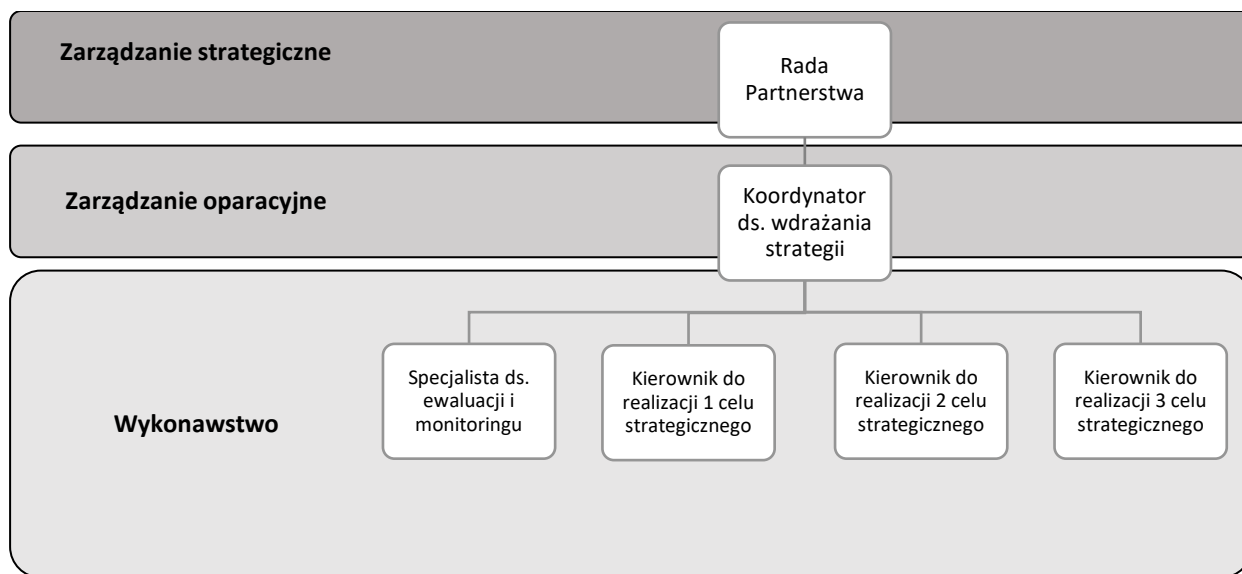 Zarządzanie strategiczne
Rada
Partnerstwa
Zarządzanie oparacyjne
Koordynator
ds. wdrażania
strategii
Wykonawstwo
Specjalista ds.
ewaluacji i
monitoringu
Kierownik do
realizacji 1 celu
strategicznego
Kierownik do
realizacji 2 celu
strategicznego
Kierownik do
realizacji 3 celu
strategicznego